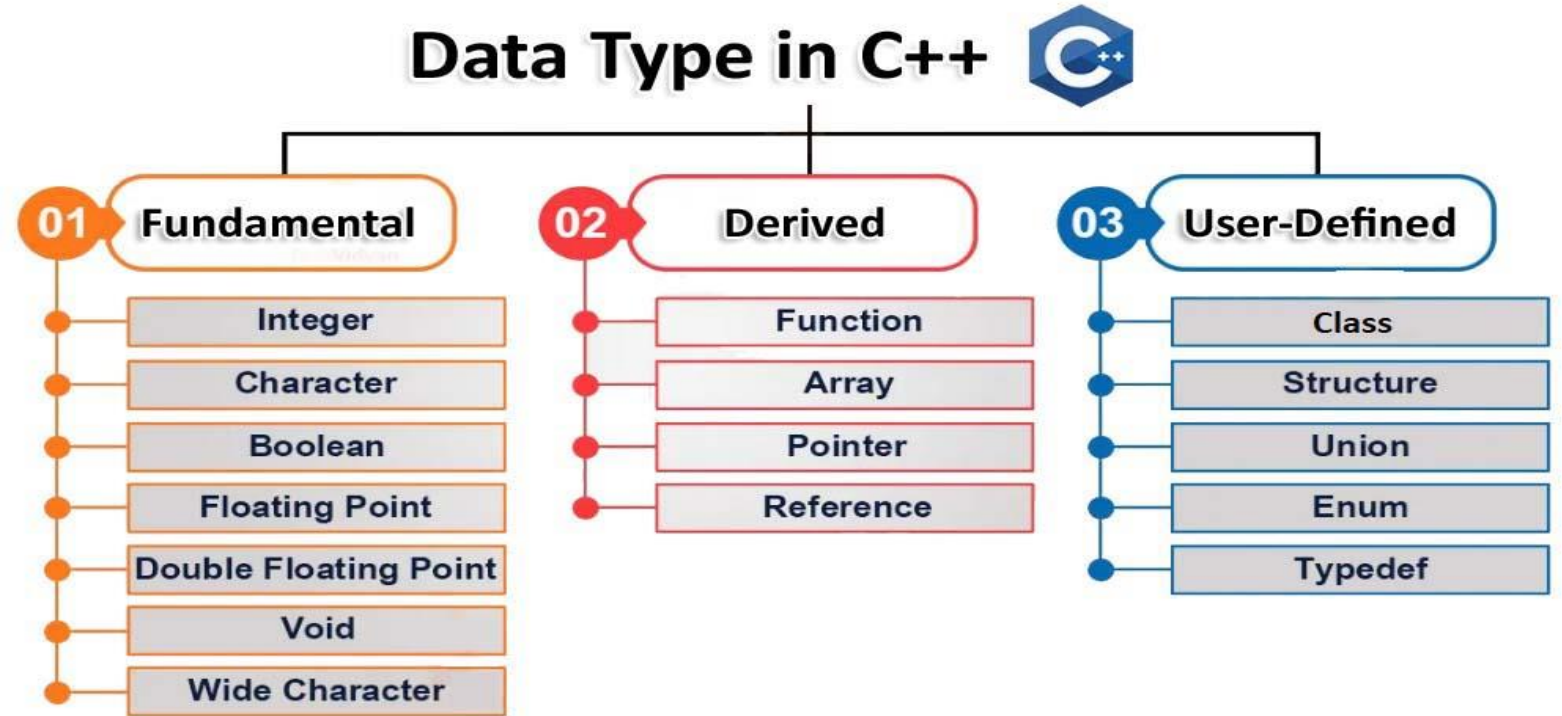 Data Type in C++
C++
01
Fundamental
Integer
Character
Boolean
Floating Point
Double Floating Point
Void
Wide Character
02
Derived
Function
Array
Pointer
Reference
03
User-Defined
Class
Structure
Union
Enum
Typedef